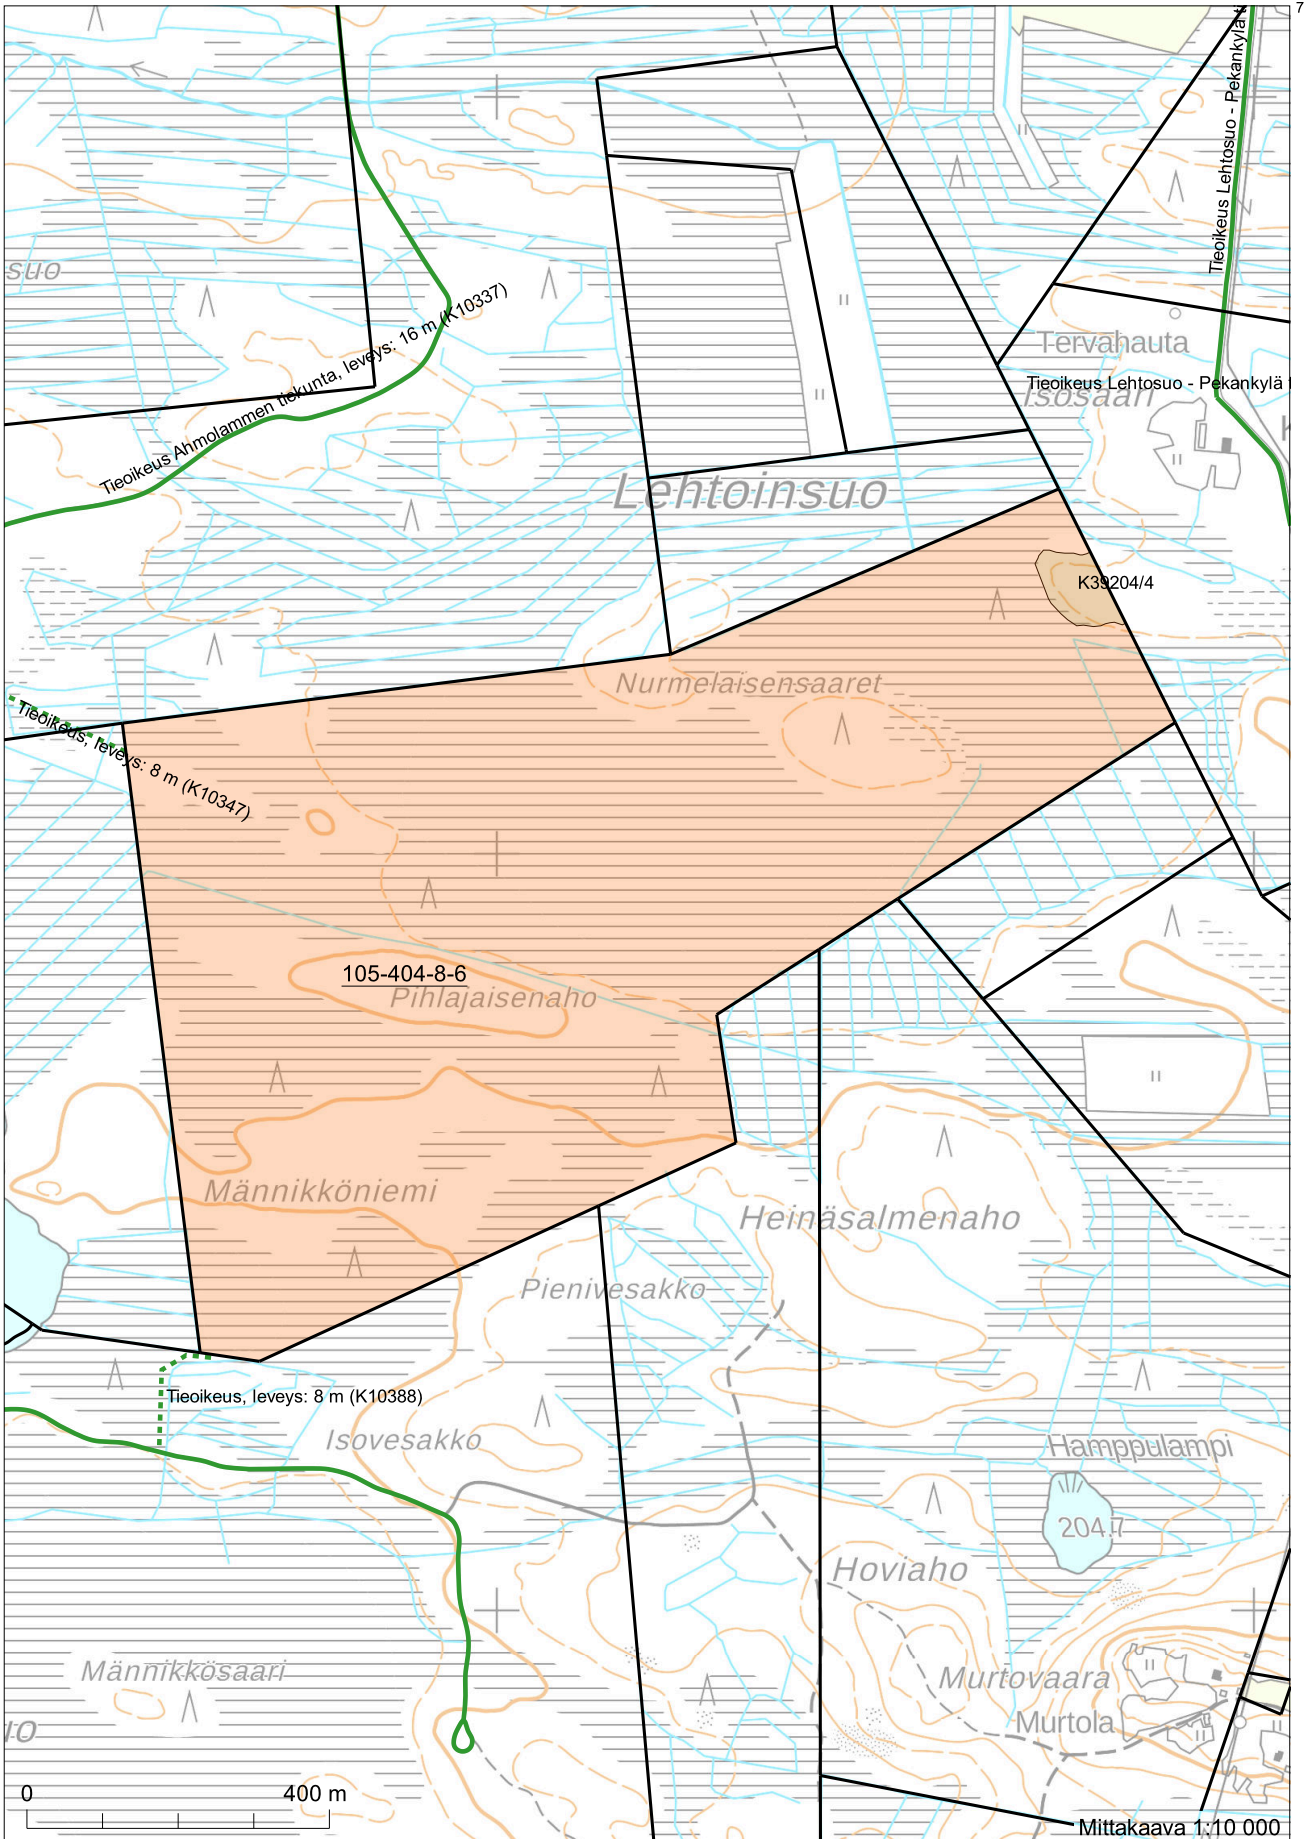 7
Tieoikeus Lehtosuo - Pekankylä
suo
Tieoikeus Ahmolammen tiekunta, leveys: 16 m (K10337)
Tervahauta
Tieoikeus Lehtosuo - Pekankylä
Isosaari
K
Lehtoinsuo
K39204/4
Nurmelaisensaaret
Tieoikeus, leveys: 8 m (K10347)
105-404-8-6
Pihlajaisenaho
Männikköniemi
Heinäsalmenaho
Pienivesakko
Tieoikeus, leveys: 8 m (K10388)
Isovesakko
Hamppulampi
204.7
Hoviaho
Männikkösaari
Murtovaara
Murtola
uo
0 400 m
Mittakaava 1:10 000